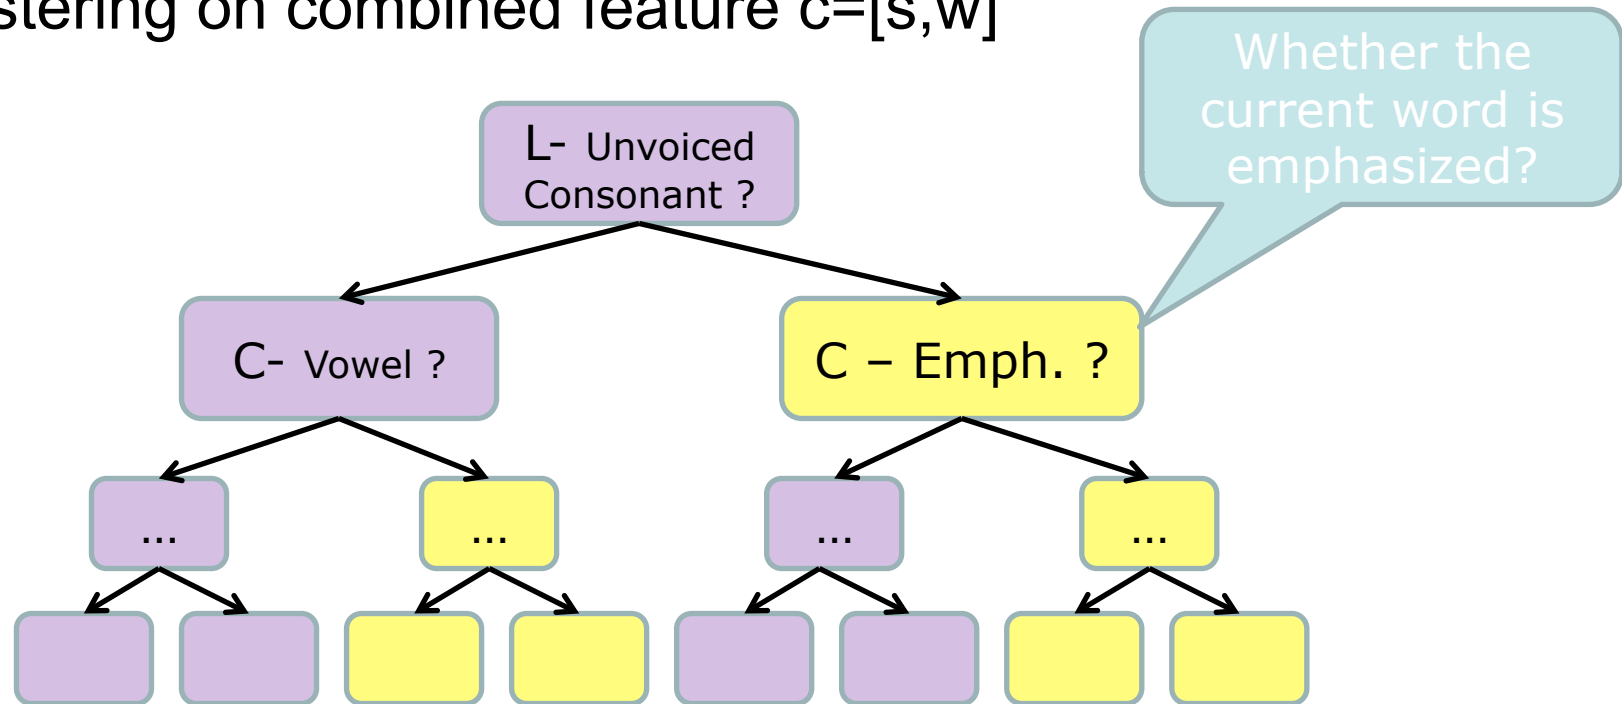 stering on combined feature c=[s,w]
Whether the
current word is
emphasized?
L- Unvoiced
Consonant ?
C- Vowel ?
C – Emph. ?
...
...
...
...